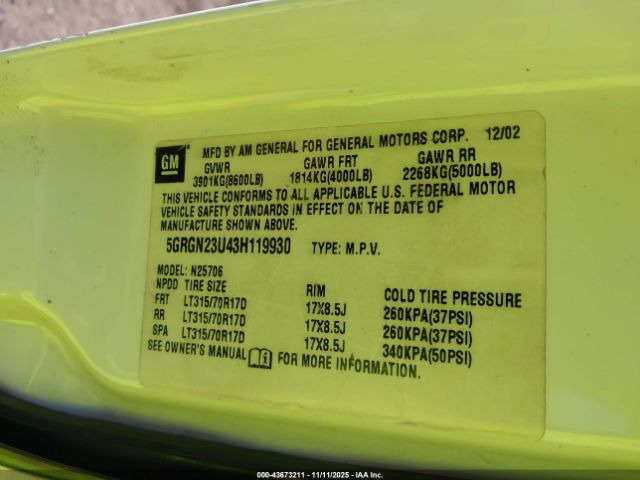 GM
MFD BY AM GENERAL FOR GENERAL MOTORS CORP. 12/02
GVWR GAWR FRT GAWR RR
3901KG(8600LB) 1814KG(4000LB) 2268KG(5000LB)
THIS VEHICLE CONFORMS TO ALL APPLICABLE U.S. FEDERAL MOTOR
VEHICLE SAFETY STANDARDS IN EFFECT ON THE DATE OF
MANUFACTURE SHOWN ABOVE.
5GRGN23U43H119930 TYPE: M.P.V.
MODEL: N25706
NPDD TIRE SIZE RIM COLD TIRE PRESSURE
FRT LT315/70R17D 17X8.5J 260KPA(37PSI)
RR LT315/70R17D 17X8.5J 260KPA(37PSI)
SPA LT315/70R17D 17X8.5J 340KPA(50PSI)
SEE OWNER'S MANUAL FOR MORE INFORMATION.
000-43673211 - 11/11/2025 - IAA Inc.